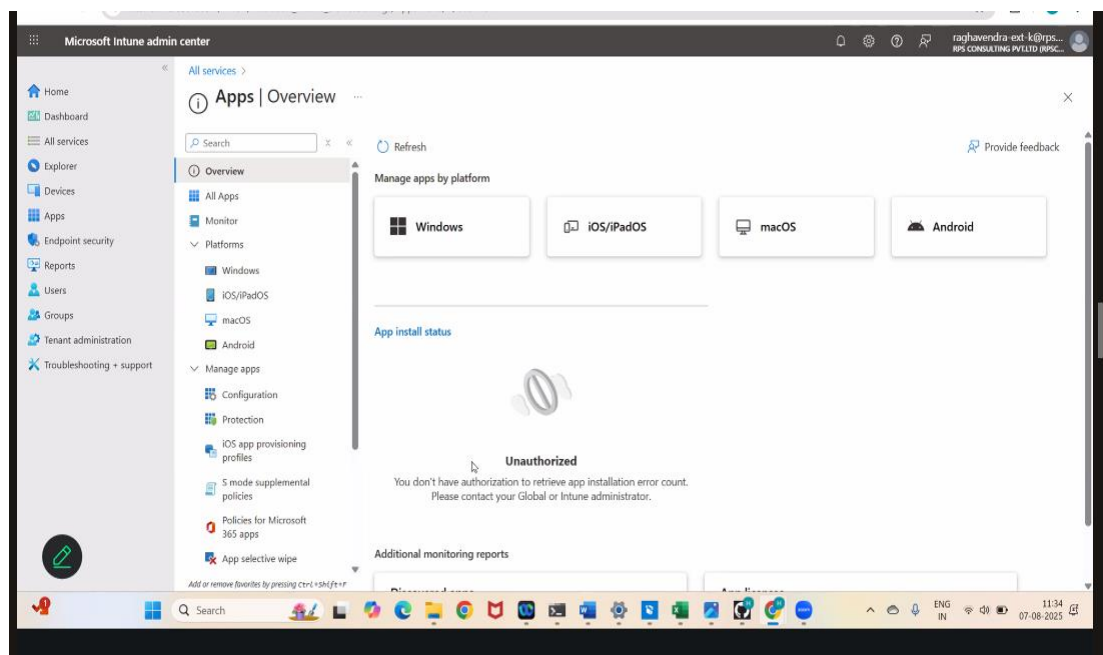 Microsoft Intune admin center
raghavendra-ext-k@rps...
RPS CONSULTING PVT.LTD (RPSC...
Home
Dashboard
All services
Explorer
Devices
Apps
Endpoint security
Reports
Users
Groups
Tenant administration
Troubleshooting + support
All services >
Apps | Overview ...
Search
Overview
All Apps
Monitor
Platforms
Windows
iOS/iPadOS
macOS
Android
Manage apps
Configuration
Protection
iOS app provisioning
profiles
S mode supplemental
policies
Policies for Microsoft
365 apps
App selective wipe
Add or remove favorites by pressing Ctrl+Shift+F
Refresh
Provide feedback
Manage apps by platform
Windows
iOS/iPadOS
macOS
Android
App install status
Unauthorized
You don't have authorization to retrieve app installation error count.
Please contact your Global or Intune administrator.
Additional monitoring reports
Search
ENG
IN
11:34
07-08-2025